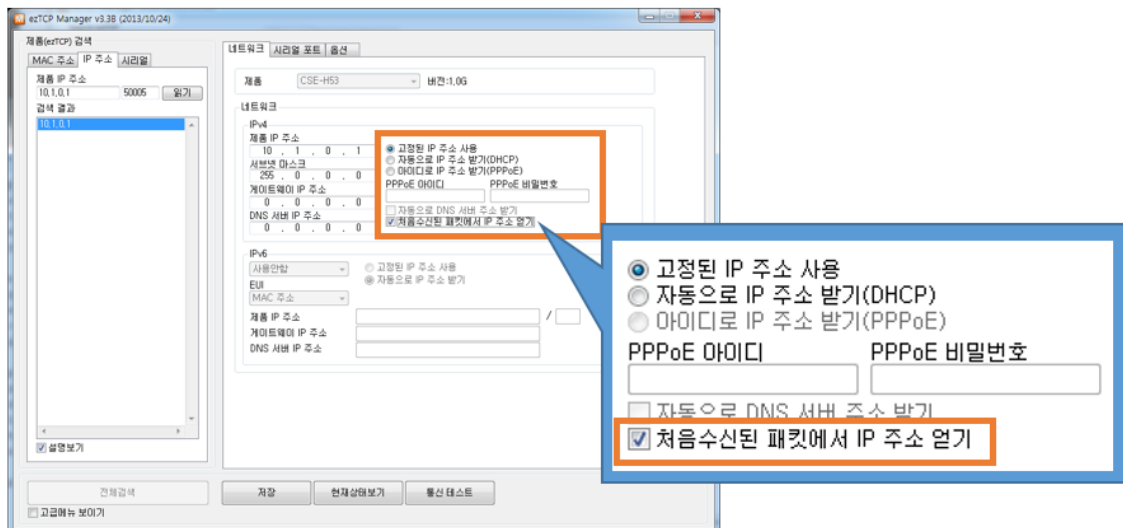 ezTCP Manager v3.3B (2013/10/24)
제품(ezTCP) 검색
MAC 주소 IP 주소 시리얼
제품 IP 주소
10.1.0.1 50005 읽기
검색 결과
10.1.0.1
설명보기
전체검색
고급메뉴 보이기
네트워크 시리얼 포트 옵션
제품 CSE-H53 버전:1.0G
네트워크
IPv4
제품 IP 주소
10 . 1 . 0 . 1
서브넷 마스크
255 . 0 . 0 . 0
게이트웨이 IP 주소
0 . 0 . 0 . 0
DNS 서버 IP 주소
0 . 0 . 0 . 0
고정된 IP 주소 사용
자동으로 IP 주소 받기(DHCP)
아이디로 IP 주소 받기(PPPoE)
PPPoE 아이디 PPPoE 비밀번호
자동으로 DNS 서버 주소 받기
처음수신된 패킷에서 IP 주소 얻기
IPv6
사용안함
고정된 IP 주소 사용
자동으로 IP 주소 받기
EUI
MAC 주소
제품 IP 주소 /
게이트웨이 IP 주소
DNS 서버 IP 주소
저장 현재상태보기 통신 테스트
고정된 IP 주소 사용
자동으로 IP 주소 받기(DHCP)
아이디로 IP 주소 받기(PPPoE)
PPPoE 아이디 PPPoE 비밀번호
자동으로 DNS 서버 주소 받기
처음수신된 패킷에서 IP 주소 얻기